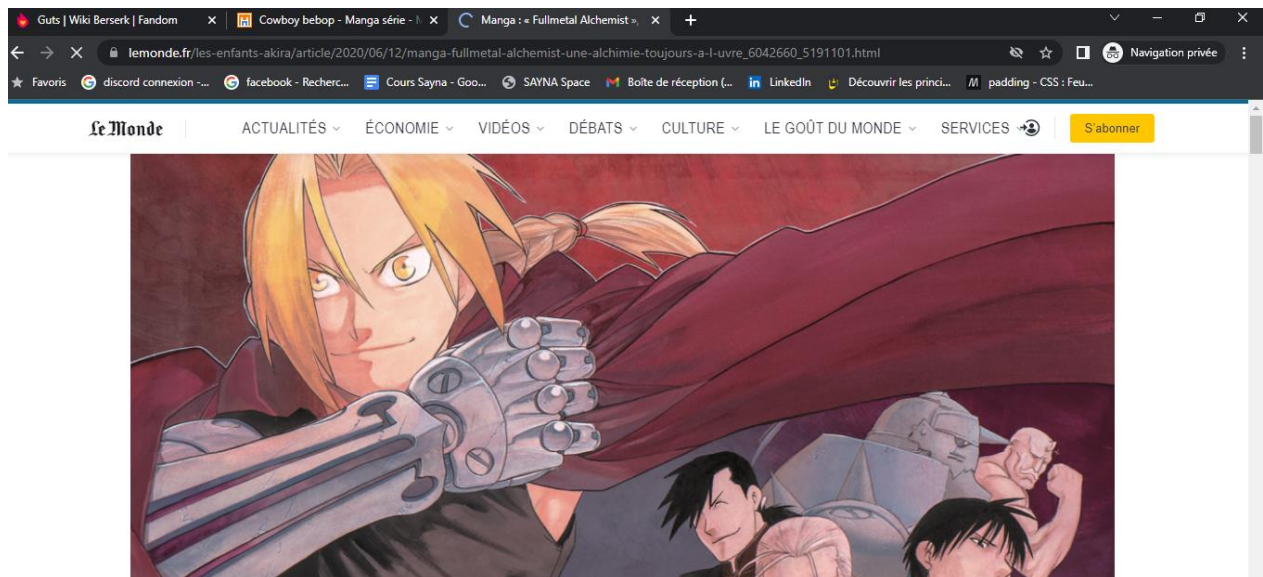 Guts | Wiki Berserk | Fandom
Cowboy bebop - Manga série -
Manga : « Fullmetal Alchemist »,
lemonde.fr/les-enfants-akira/article/2020/06/12/manga-fullmetal-alchemist-une-alchimie-toujours-a-l-uvre_6042660_5191101.html
Navigation privée
Favoris discord connexion -... facebook - Recherc... Cours Sayna - Goo... SAYNA Space Boîte de réception (... LinkedIn Découvrir les princi... padding - CSS : Feu...
Le Monde ACTUALITÉS ÉCONOMIE VIDÉOS DÉBATS CULTURE LE GOÛT DU MONDE SERVICES S'abonner